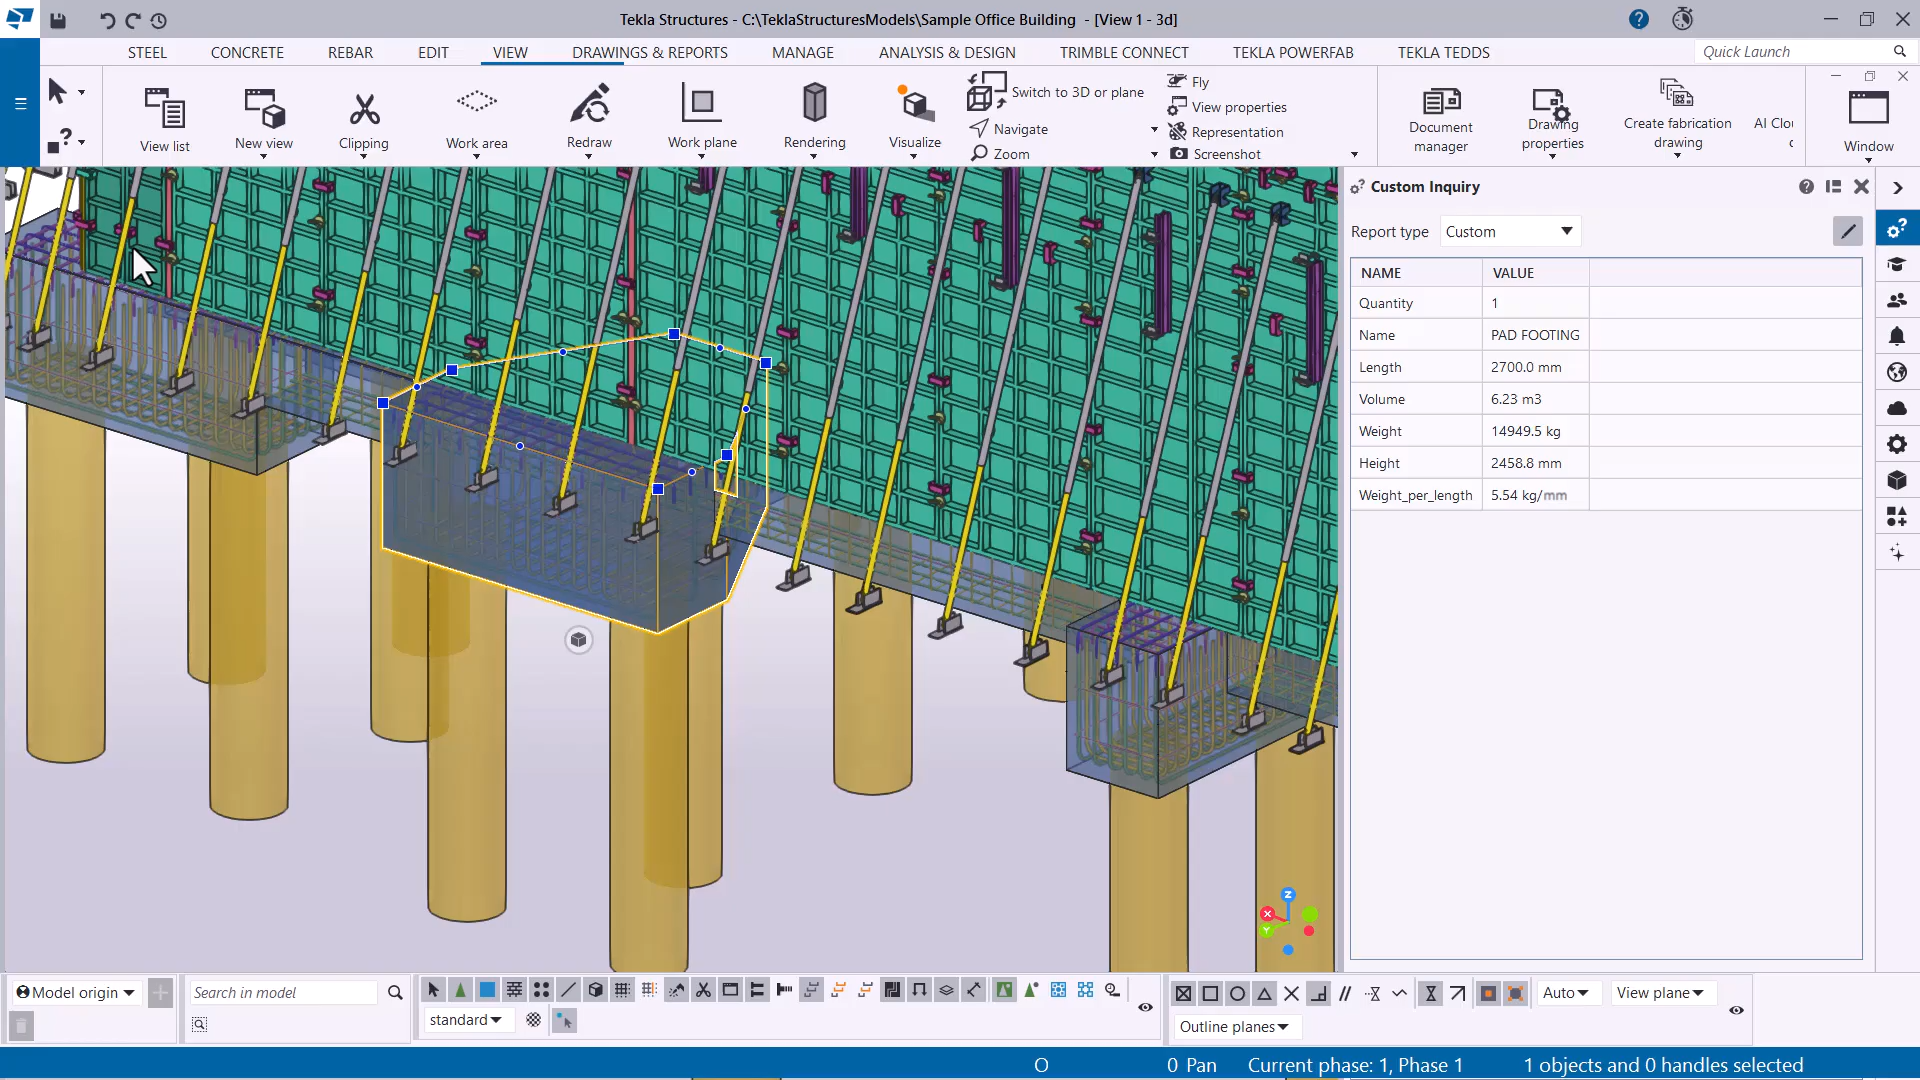 Tekla Structures - C:\TeklaStructuresModels\Sample Office Building - [View 1 - 3d]
STEEL CONCRETE REBAR EDIT VIEW DRAWINGS & REPORTS MANAGE ANALYSIS & DESIGN TRIMBLE CONNECT TEKLA POWERFAB TEKLA TEDDS Quick Launch
View list
New view
Clipping
Work area
Redraw
Work plane
Rendering
Visualize
Switch to 3D or plane
Navigate
Zoom
Fly
View properties
Representation
Screenshot
Document manager
Drawing properties
Create fabrication drawing
AI Clou
Window
Custom Inquiry
Report type Custom
NAME VALUE
Quantity 1
Name PAD FOOTING
Length 2700.0 mm
Volume 6.23 m3
Weight 14949.5 kg
Height 2458.8 mm
Weight_per_length 5.54 kg/mm
Z
X
Y
Model origin
Search in model
standard
Auto
View plane
Outline planes
O 0 Pan Current phase: 1, Phase 1 1 objects and 0 handles selected